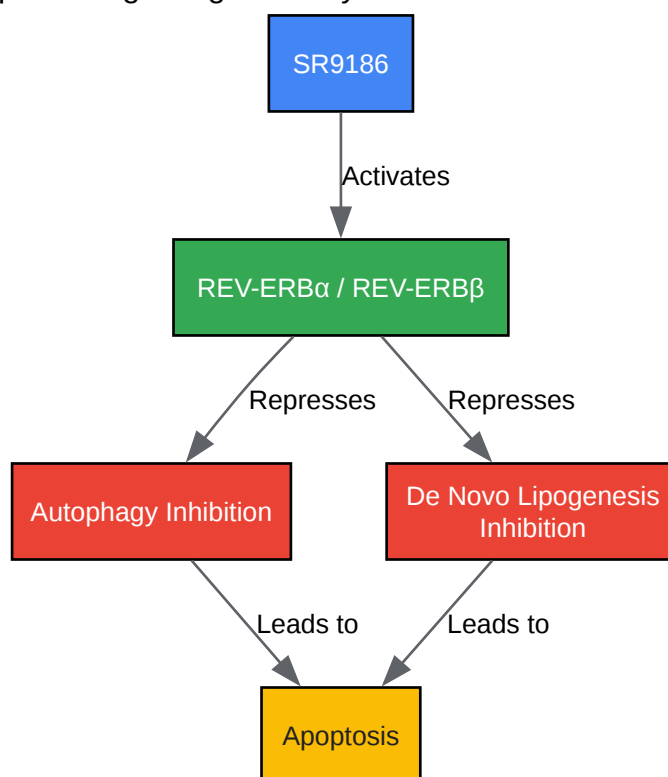 SR9186
Activates
REV-ERBα / REV-ERBβ
Represses
Represses
Autophagy Inhibition
De Novo Lipogenesis
Inhibition
Leads to
Leads to
Apoptosis